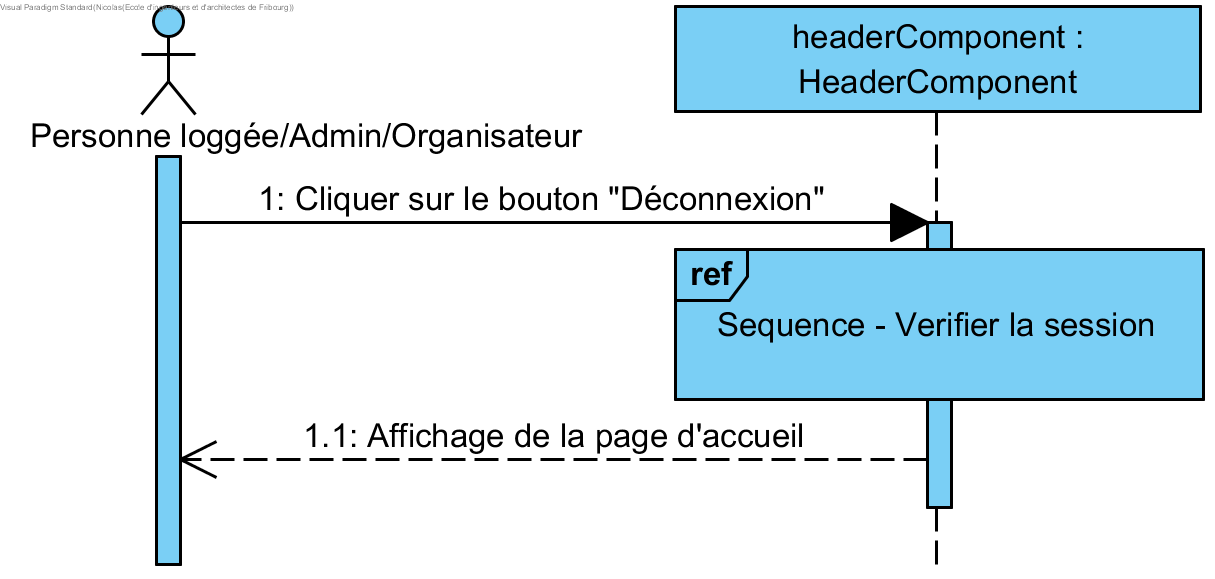 Visual Paradigm Standard(Nicolas(Ecole d'ingénieurs et d'architectes de Fribourg))
headerComponent :
HeaderComponent
Personne loggée/Admin/Organisateur
1: Cliquer sur le bouton "Déconnexion"
ref
Sequence - Verifier la session
1.1: Affichage de la page d'accueil